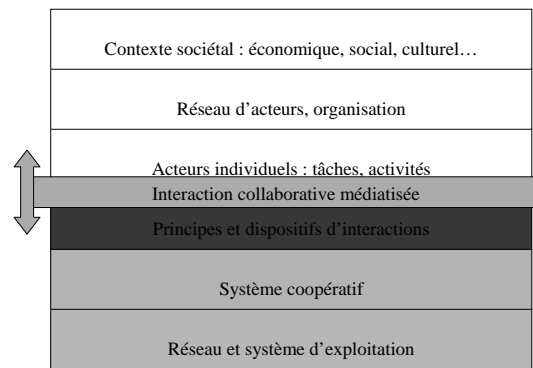 Contexte sociétal : économique, social, culturel…
Réseau d’acteurs, organisation
Acteurs individuels : tâches, activités
Interaction collaborative médiatisée
Principes et dispositifs d’interactions
Système coopératif
Réseau et système d’exploitation